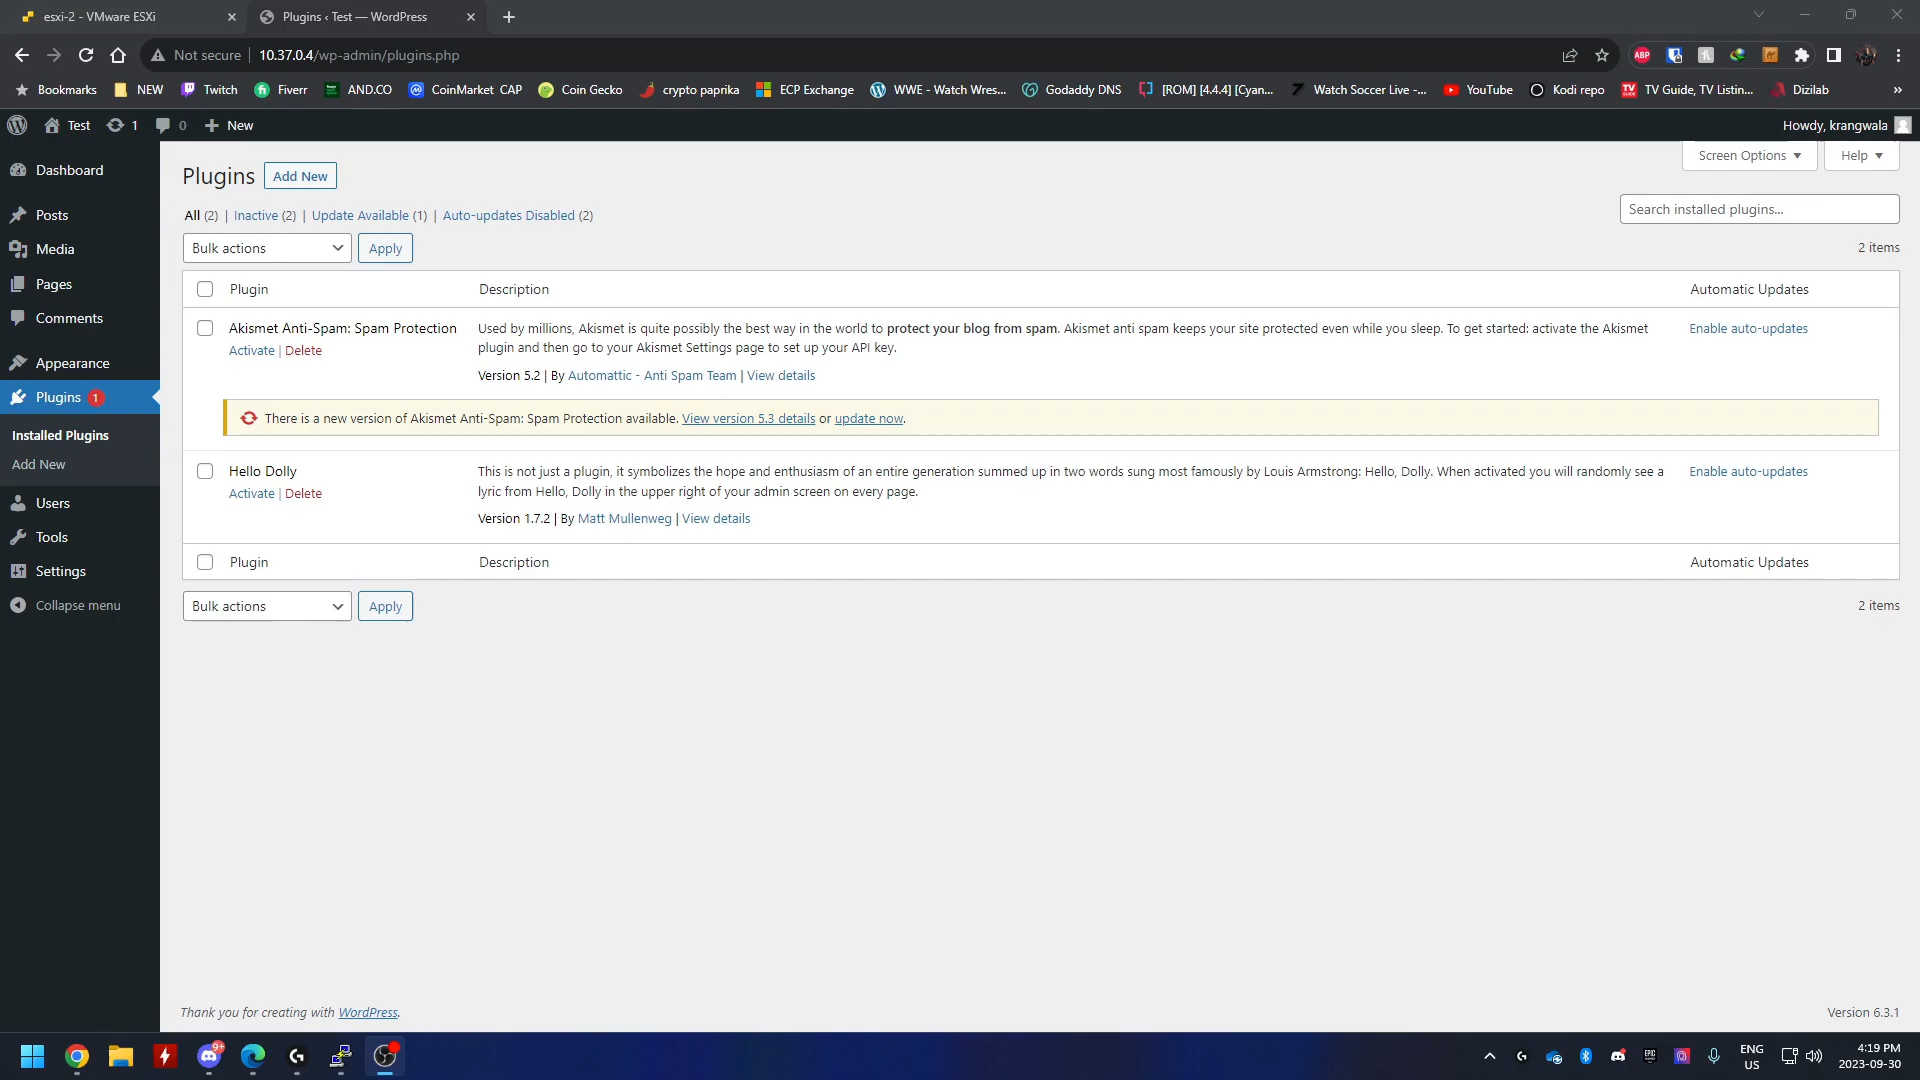 esxi-2 - VMware ESXi
Plugins ‹ Test — WordPress
Not secure
10.37.0.4/wp-admin/plugins.php
ABP
Bookmarks NEW Twitch Fiverr AND.CO CoinMarket CAP Coin Gecko crypto paprika ECP Exchange WWE - Watch Wres... Godaddy DNS [ROM] [4.4.4] [Cyan... Watch Soccer Live -... YouTube Kodi repo TV Guide, TV Listin... Dizilab »
Test 1 0 New
Howdy, krangwala
Dashboard
Posts
Media
Pages
Comments
Appearance
Plugins 1
Installed Plugins
Add New
Users
Tools
Settings
Collapse menu
Screen Options
Help
Plugins Add New
All (2) | Inactive (2) | Update Available (1) | Auto-updates Disabled (2)
Search installed plugins...
Bulk actions Apply
2 items
Plugin Description Automatic Updates
Akismet Anti-Spam: Spam Protection
Activate | Delete
Used by millions, Akismet is quite possibly the best way in the world to protect your blog from spam. Akismet anti spam keeps your site protected even while you sleep. To get started: activate the Akismet
plugin and then go to your Akismet Settings page to set up your API key.
Version 5.2 | By Automattic - Anti Spam Team | View details
Enable auto-updates
There is a new version of Akismet Anti-Spam: Spam Protection available. View version 5.3 details or update now.
Hello Dolly
Activate | Delete
This is not just a plugin, it symbolizes the hope and enthusiasm of an entire generation summed up in two words sung most famously by Louis Armstrong: Hello, Dolly. When activated you will randomly see a
lyric from Hello, Dolly in the upper right of your admin screen on every page.
Version 1.7.2 | By Matt Mullenweg | View details
Enable auto-updates
Plugin Description Automatic Updates
Bulk actions Apply
2 items
Thank you for creating with WordPress.
Version 6.3.1
9+
EPIC
ENG
US
4:19 PM
2023-09-30